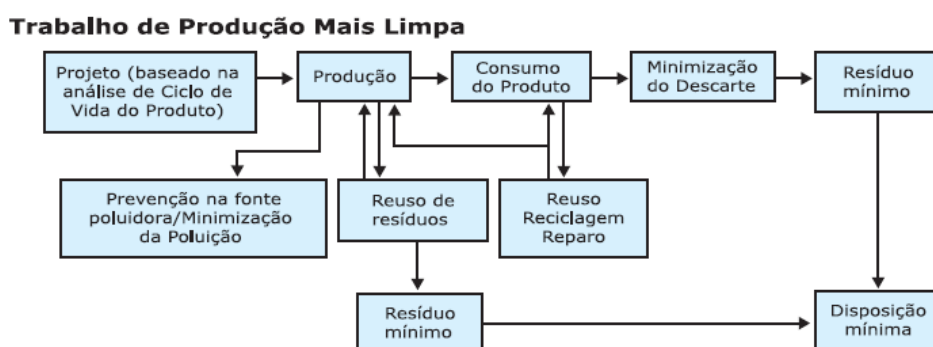 Trabalho de Produção Mais Limpa
Projeto (baseado na
análise de Ciclo de
Vida do Produto)
Produção
Consumo
do Produto
Minimização
do Descarte
Resíduo
mínimo
Prevenção na fonte
poluidora/Minimização
da Poluição
Reuso de
resíduos
Reuso
Reciclagem
Reparo
Resíduo
mínimo
Disposição
mínima